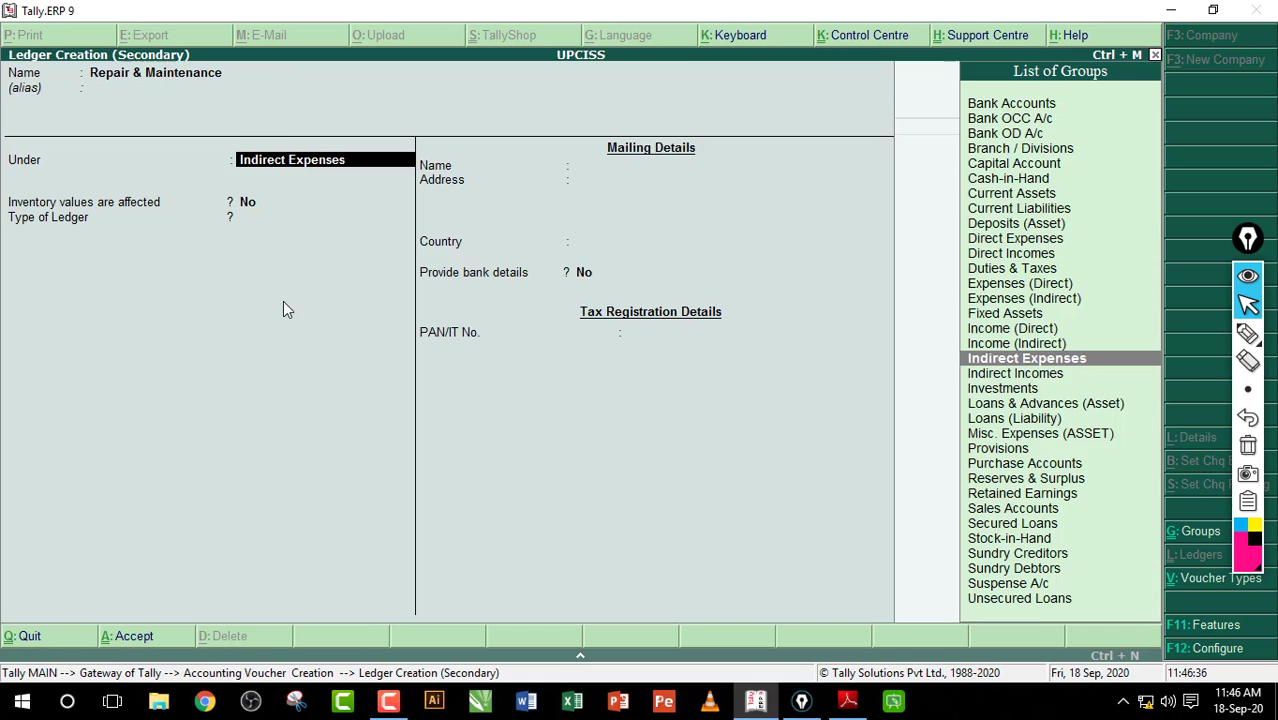 Tally.ERP 9
P: Print E: Export M: E-Mail O: Upload S: TallyShop G: Language K: Keyboard K: Control Centre H: Support Centre H: Help
F3: Company
Ledger Creation (Secondary) UPCISS Ctrl + M
F3: New Company
Name : Repair & Maintenance
(alias) :
Under : Indirect Expenses
Inventory values are affected ? No
Type of Ledger ?
Mailing Details
Name :
Address :
Country :
Provide bank details ? No
Tax Registration Details
PAN/IT No. :
List of Groups
Bank Accounts
Bank OCC A/c
Bank OD A/c
Branch / Divisions
Capital Account
Cash-in-Hand
Current Assets
Current Liabilities
Deposits (Asset)
Direct Expenses
Direct Incomes
Duties & Taxes
Expenses (Direct)
Expenses (Indirect)
Fixed Assets
Income (Direct)
Income (Indirect)
Indirect Expenses
Indirect Incomes
Investments
Loans & Advances (Asset)
Loans (Liability)
Misc. Expenses (ASSET)
Provisions
Purchase Accounts
Reserves & Surplus
Retained Earnings
Sales Accounts
Secured Loans
Stock-in-Hand
Sundry Creditors
Sundry Debtors
Suspense A/c
Unsecured Loans
L: Details
B: Set Chq
S: Set Chq
G: Groups
L: Ledgers
V: Voucher Types
F11: Features
F12: Configure
Q: Quit A: Accept D: Delete
Ctrl + N
Tally MAIN --> Gateway of Tally --> Accounting Voucher Creation --> Ledger Creation (Secondary) © Tally Solutions Pvt Ltd., 1988-2020 Fri, 18 Sep, 2020 11:46:36
Ai W X P Pe
11:46 AM
18-Sep-20